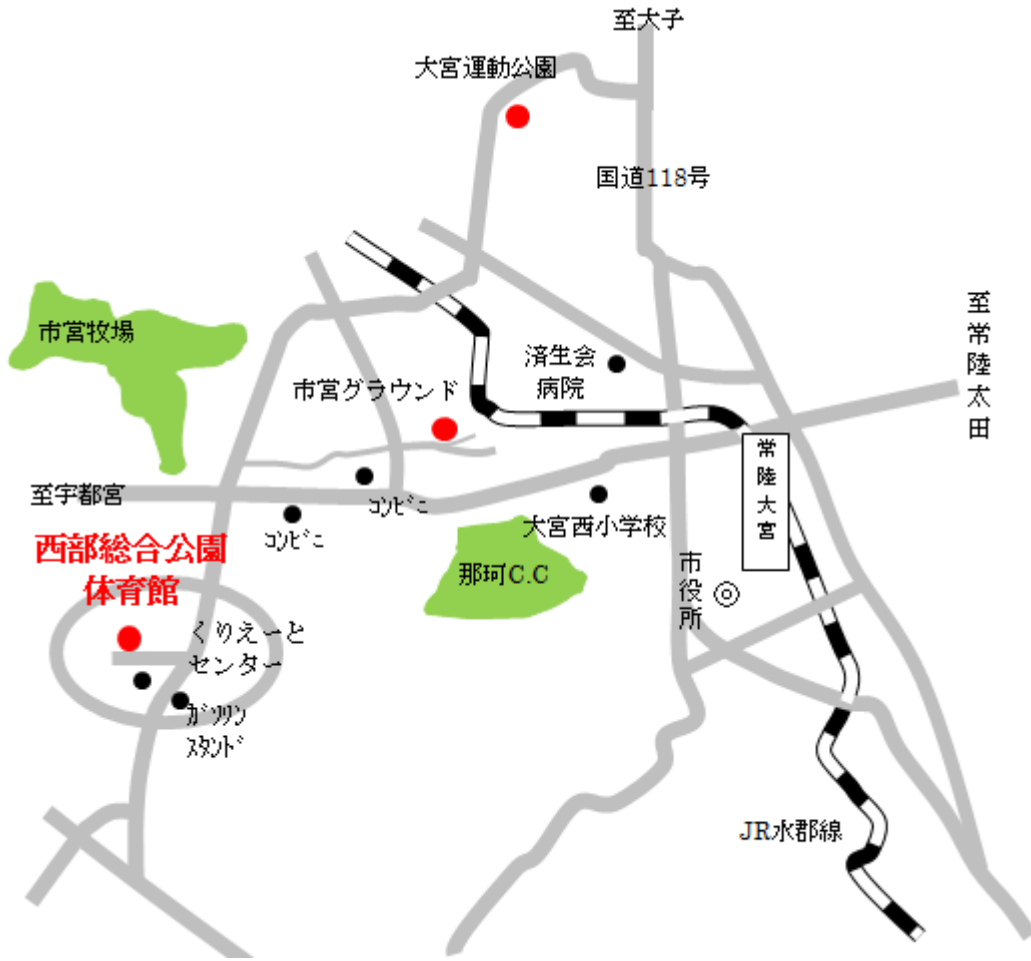 至大子
大宮運動公園
国道118号
至常陸太田
市営牧場
済生会
病院
市営グラウンド
常陸大宮
至宇都宮
コンビニ
コンビニ
大宮西小学校
西部総合公園
体育館
那珂C.C
市役所
くりえーと
センター
ガソリン
スタンド
JR水郡線